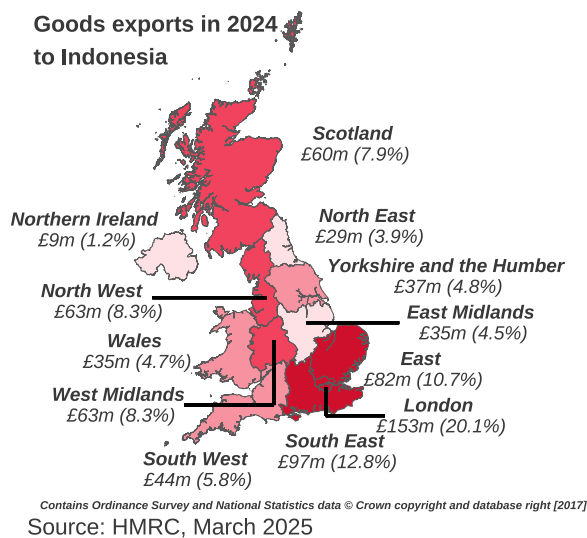 Goods exports in 2024
to Indonesia
Scotland
£60m (7.9%)
Northern Ireland
£9m (1.2%)
North East
£29m (3.9%)
Yorkshire and the Humber
£37m (4.8%)
North West
£63m (8.3%)
East Midlands
£35m (4.5%)
Wales
£35m (4.7%)
East
£82m (10.7%)
West Midlands
£63m (8.3%)
London
£153m (20.1%)
South East
£97m (12.8%)
South West
£44m (5.8%)
Contains Ordinance Survey and National Statistics data © Crown copyright and database right [2017]
Source: HMRC, March 2025